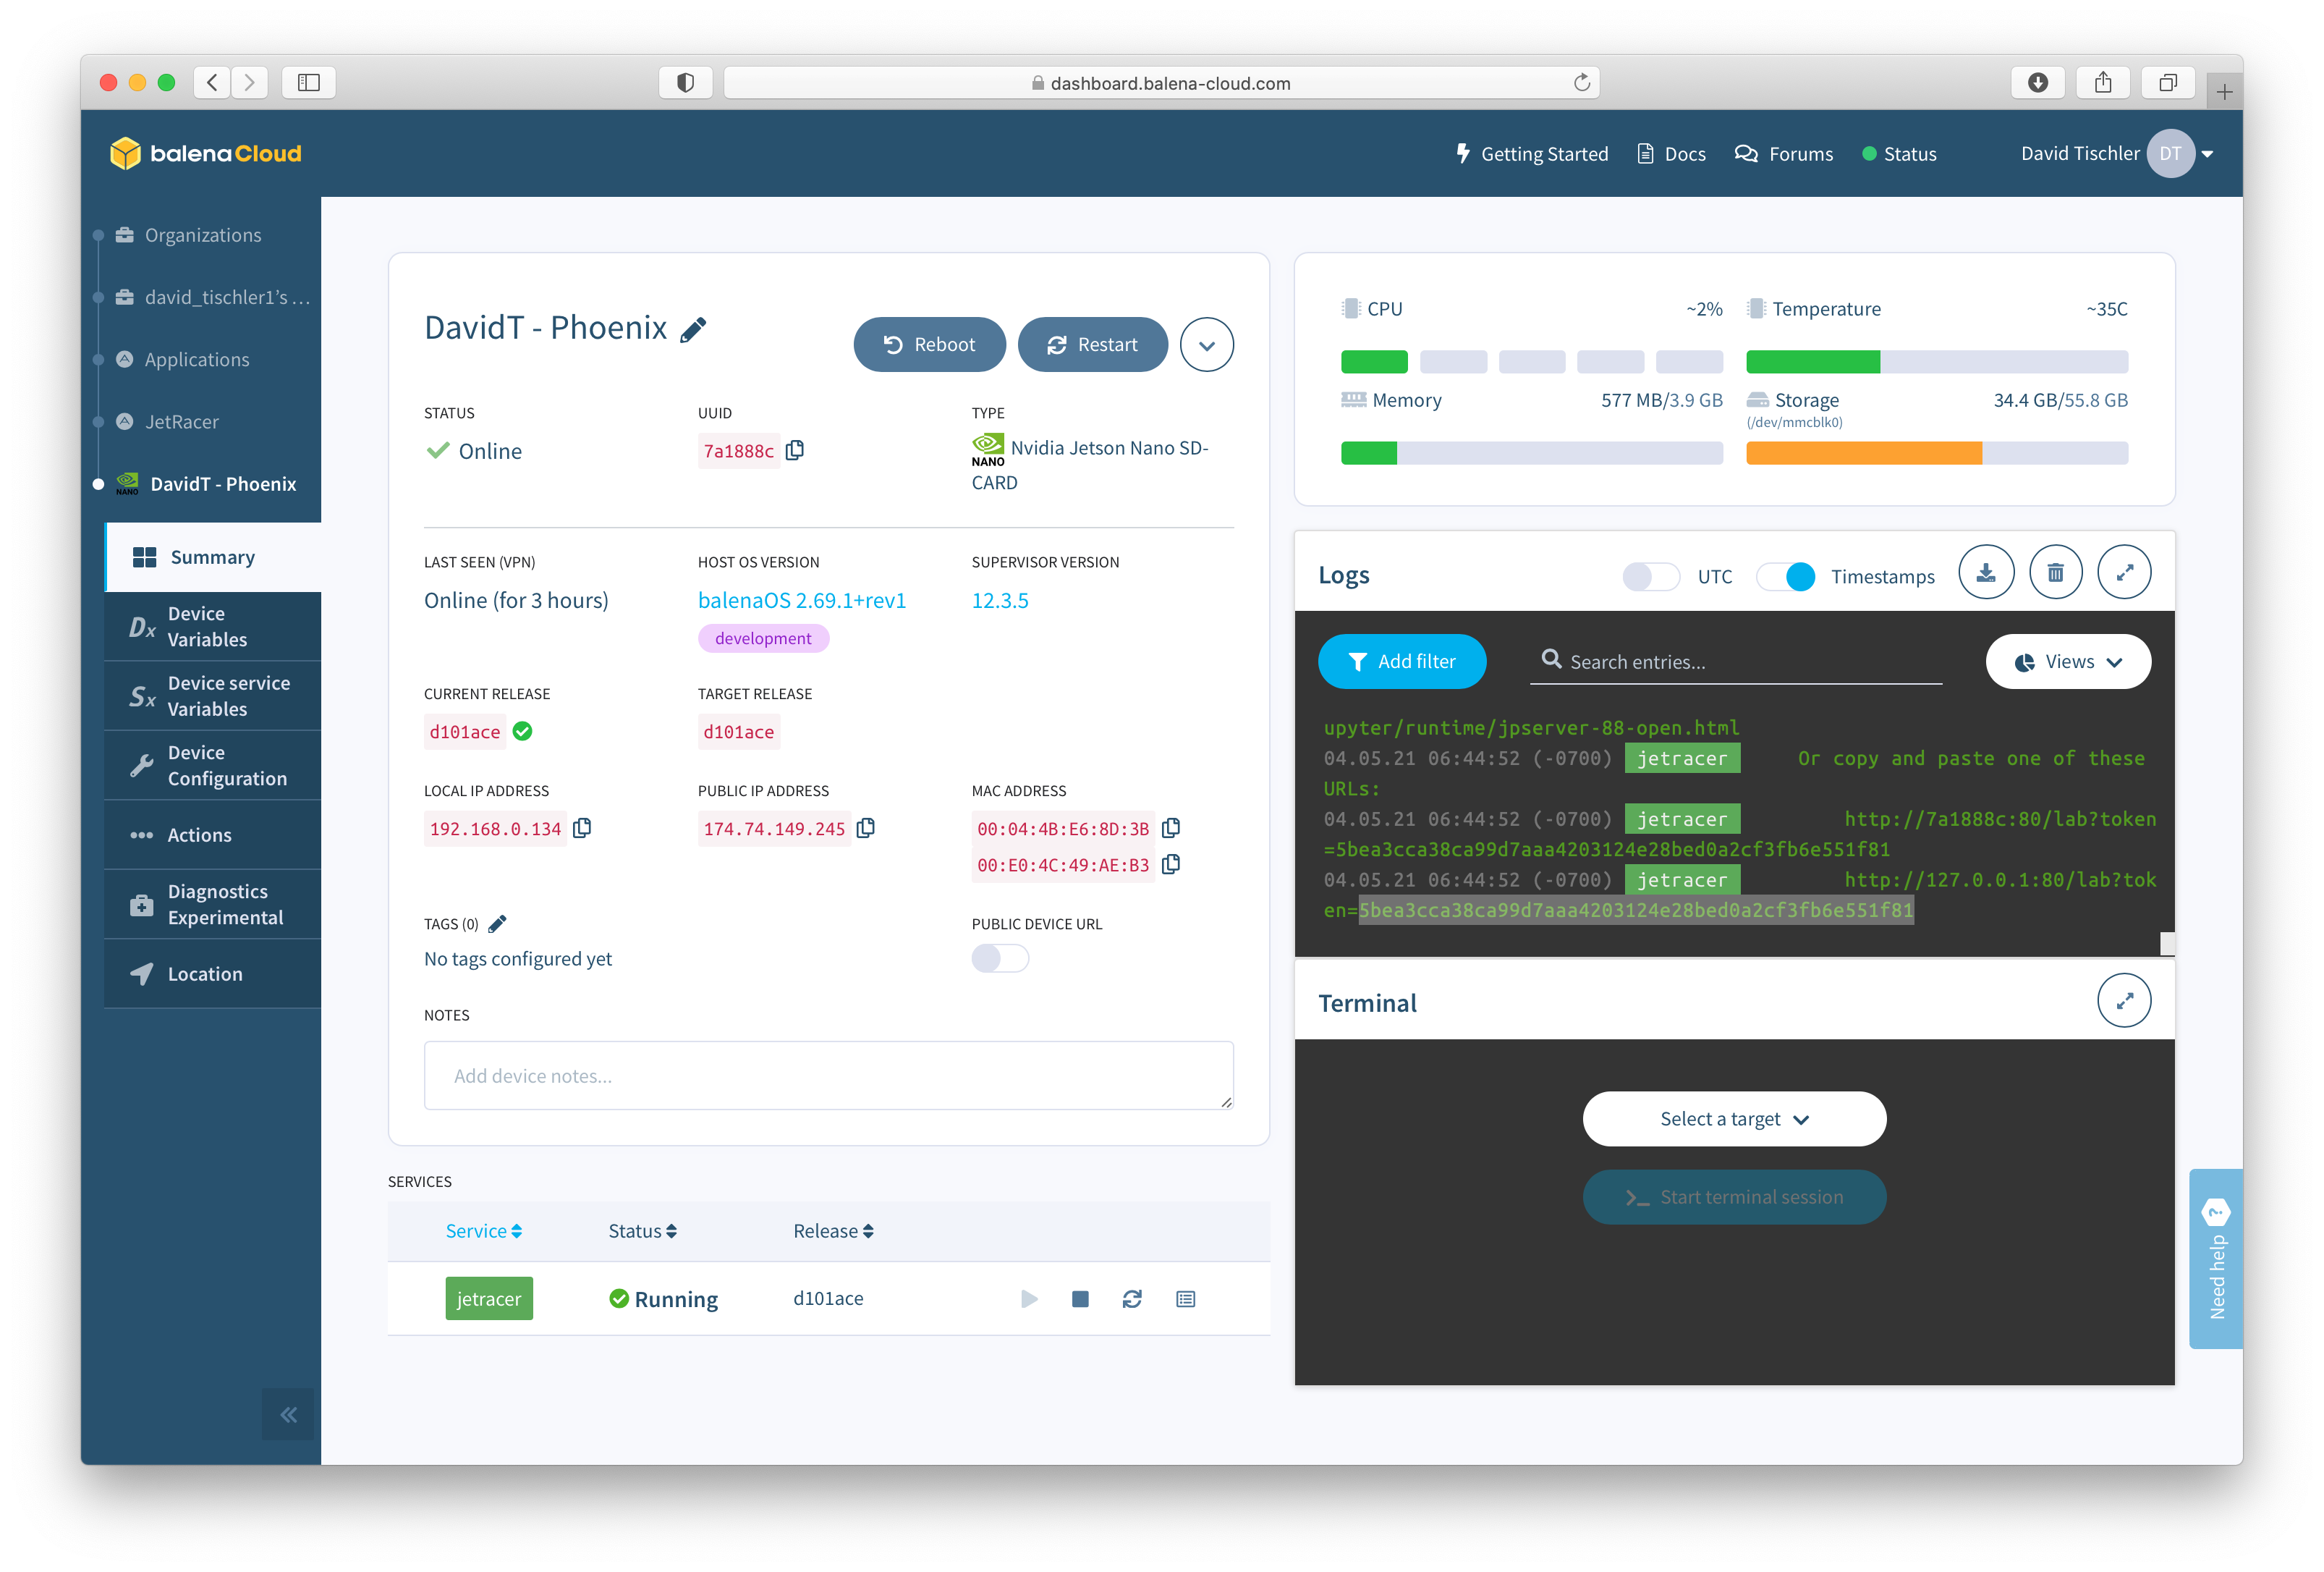 dashboard.balena-cloud.com
balenaCloud
Getting Started
Docs
Forums
Status
David Tischler
DT
Organizations
david_tischler1's ...
Applications
JetRacer
NANO
DavidT - Phoenix
Summary
Dx
Device
Variables
Sx
Device service
Variables
Device
Configuration
Actions
Diagnostics
Experimental
Location
DavidT - Phoenix
Reboot
Restart
STATUS
UUID
TYPE
Online
7a1888c
NANO
Nvidia Jetson Nano SD-
CARD
LAST SEEN (VPN)
HOST OS VERSION
SUPERVISOR VERSION
Online (for 3 hours)
balenaOS 2.69.1+rev1
12.3.5
development
CURRENT RELEASE
TARGET RELEASE
d101ace
d101ace
LOCAL IP ADDRESS
PUBLIC IP ADDRESS
MAC ADDRESS
192.168.0.134
174.74.149.245
00:04:4B:E6:8D:3B
00:E0:4C:49:AE:B3
TAGS (0)
PUBLIC DEVICE URL
No tags configured yet
NOTES
Add device notes...
SERVICES
Service
Status
Release
jetracer
Running
d101ace
CPU
~2%
Temperature
~35C
Memory
577 MB/3.9 GB
Storage
34.4 GB/55.8 GB
(/dev/mmcblk0)
Logs
UTC
Timestamps
Add filter
Search entries...
Views
upyter/runtime/jpserver-88-open.html
04.05.21 06:44:52 (-0700) jetracer Or copy and paste one of these
URLs:
04.05.21 06:44:52 (-0700) jetracer http://7a1888c:80/lab?token
=5bea3cca38ca99d7aaa4203124e28bed0a2cf3fb6e551f81
04.05.21 06:44:52 (-0700) jetracer http://127.0.0.1:80/lab?tok
en=5bea3cca38ca99d7aaa4203124e28bed0a2cf3fb6e551f81
Terminal
Select a target
Start terminal session
Need help